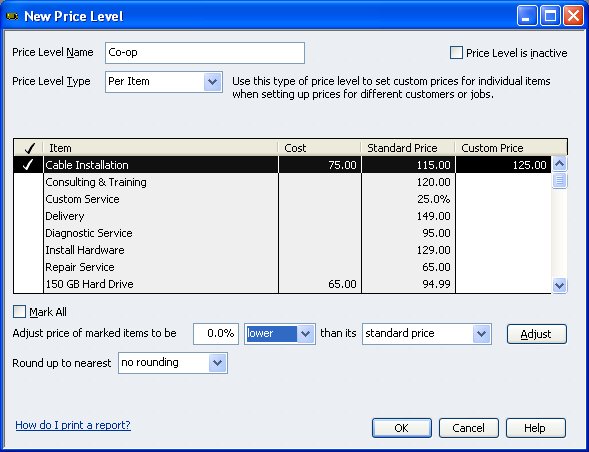 New Price Level
Price Level Name Co-op Price Level is inactive
Price Level Type Per Item Use this type of price level to set custom prices for individual items
when setting up prices for different customers or jobs.
Item Cost Standard Price Custom Price
Cable Installation 75.00 115.00 125.00
Consulting & Training 120.00
Custom Service 25.0%
Delivery 149.00
Diagnostic Service 95.00
Install Hardware 129.00
Repair Service 65.00
150 GB Hard Drive 65.00 94.99
Mark All
Adjust price of marked items to be 0.0% lower than its standard price Adjust
Round up to nearest no rounding
How do I print a report? OK Cancel Help